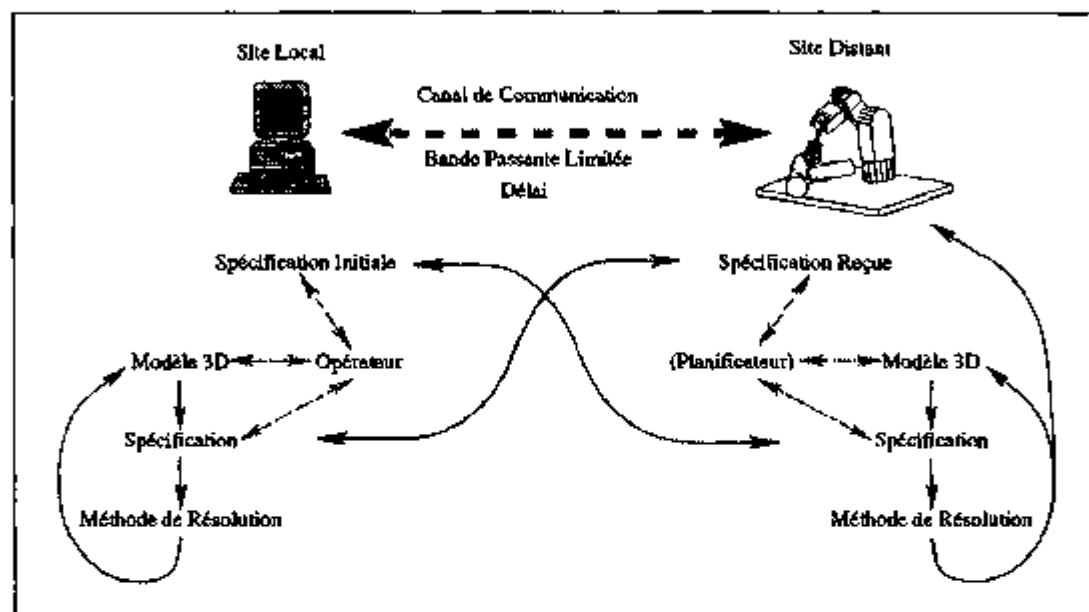 Site Local
Site Distant
Canal de Communication
Bande Passante Limitée
Délai
Spécification Initiale
Spécification Reçue
Modèle 3D
Opérateur
(Planificateur)
Modèle 3D
Spécification
Spécification
Méthode de Résolution
Méthode de Résolution